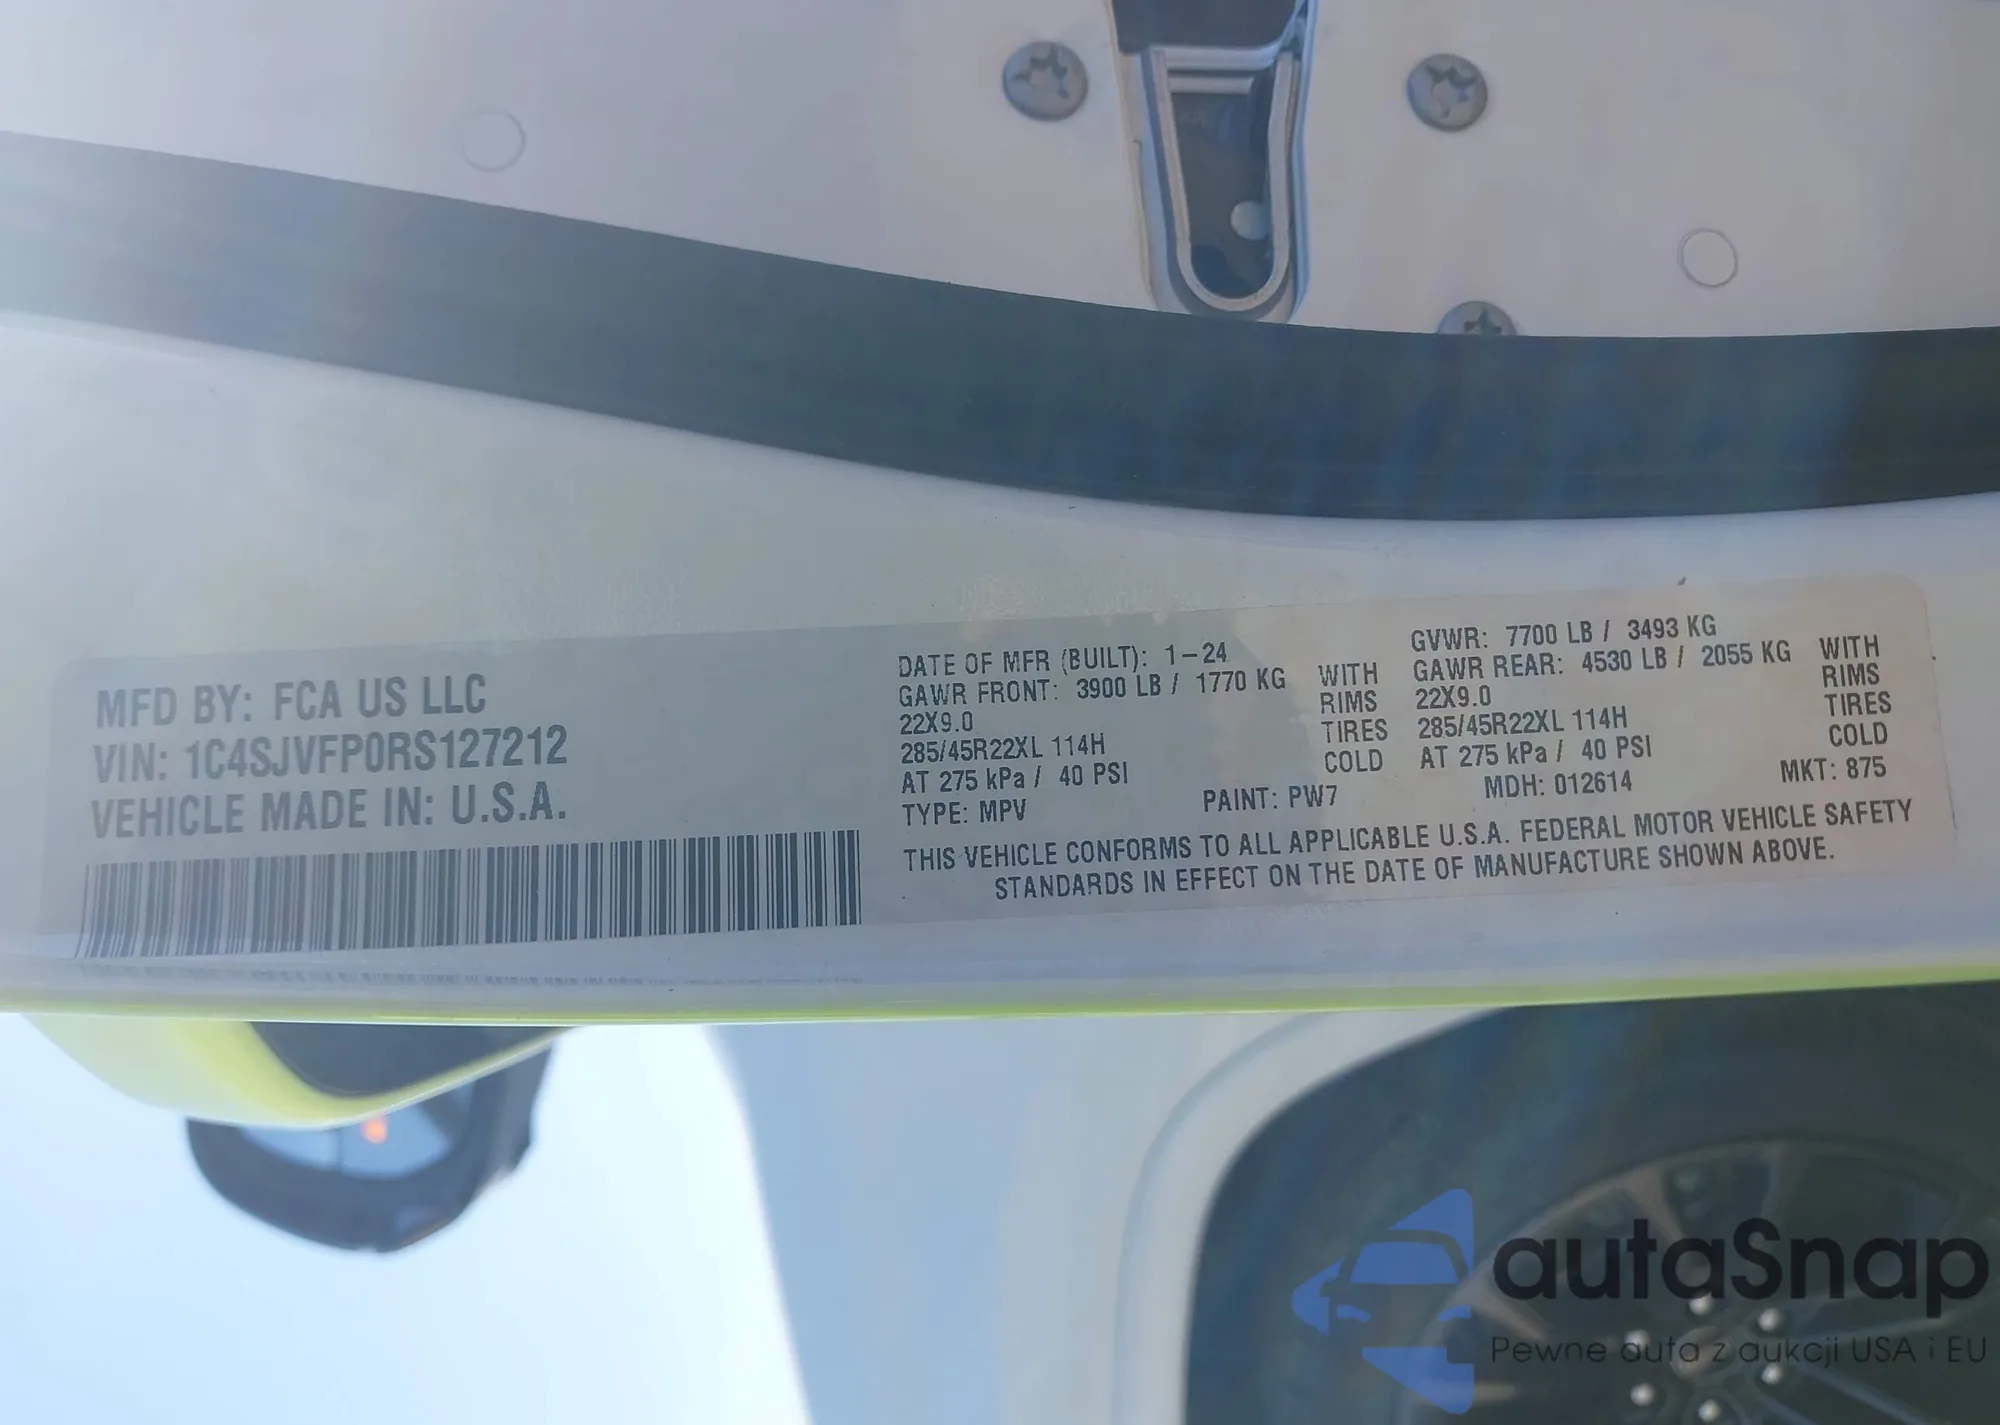 MFD BY: FCA US LLC
VIN: 1C4SJVFP0RS127212
VEHICLE MADE IN: U.S.A.
DATE OF MFR (BUILT): 1-24
GAWR FRONT: 3900 LB / 1770 KG WITH
22X9.0 RIMS
285/45R22XL 114H TIRES
AT 275 kPa / 40 PSI COLD
GVWR: 7700 LB / 3493 KG
GAWR REAR: 4530 LB / 2055 KG WITH
22X9.0 RIMS
285/45R22XL 114H TIRES
AT 275 kPa / 40 PSI COLD
TYPE: MPV PAINT: PW7 MDH: 012614 MKT: 875
THIS VEHICLE CONFORMS TO ALL APPLICABLE U.S.A. FEDERAL MOTOR VEHICLE SAFETY
STANDARDS IN EFFECT ON THE DATE OF MANUFACTURE SHOWN ABOVE.
autaSnap
Pewne auta z aukcji USA i EU